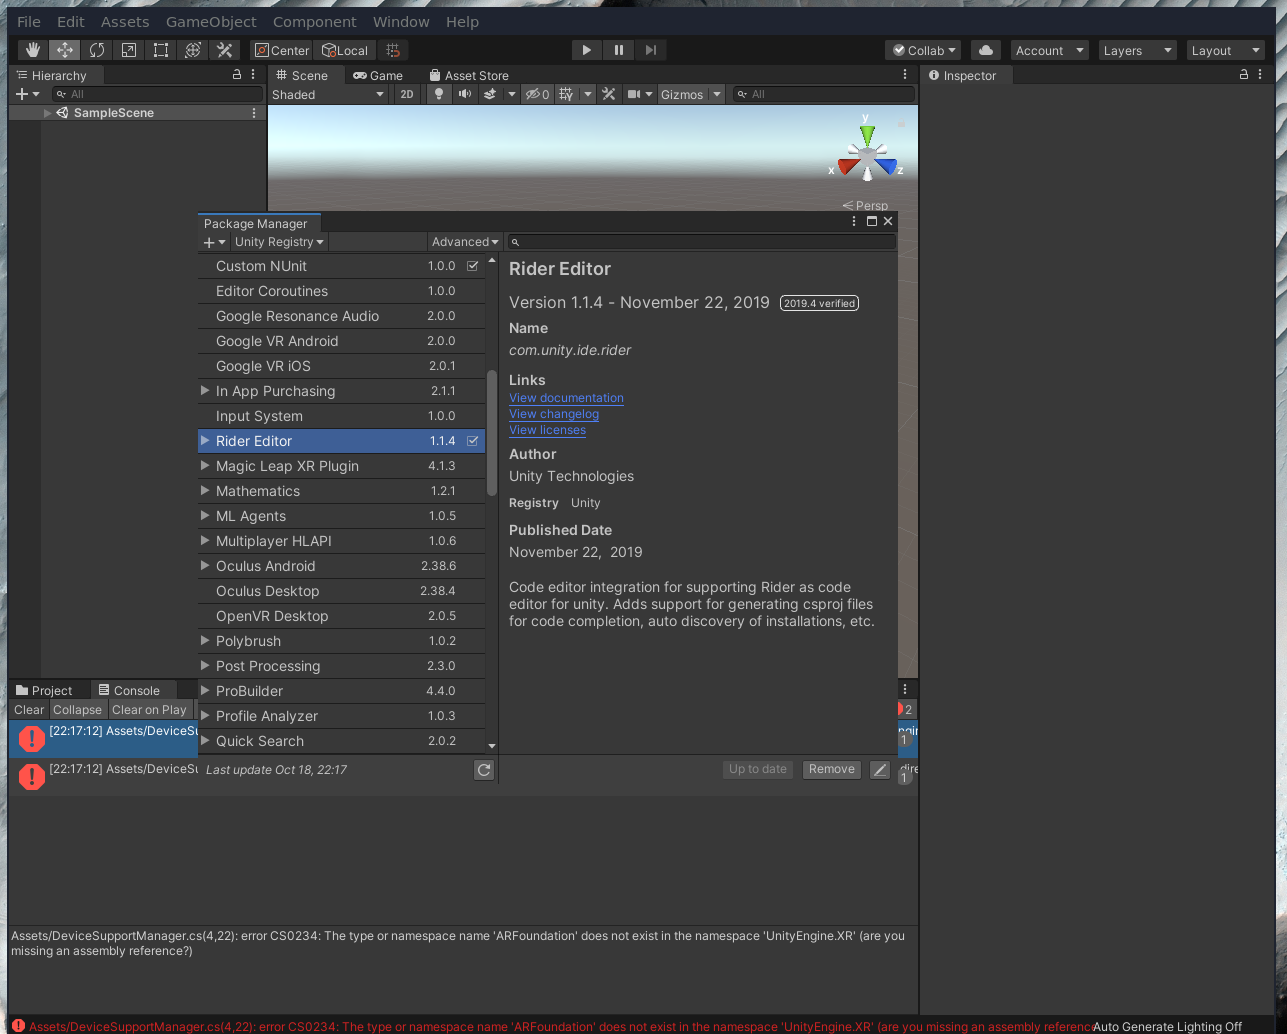 File Edit Assets GameObject Component Window Help
Center Local Collab Account Layers Layout
Hierarchy
All
SampleScene
Scene Game Asset Store
Shaded 2D 0 Gizmos All
y
x z
Persp
Inspector
Package Manager
Unity Registry Advanced
Custom NUnit 1.0.0
Editor Coroutines 1.0.0
Google Resonance Audio 2.0.0
Google VR Android 2.0.0
Google VR iOS 2.0.1
In App Purchasing 2.1.1
Input System 1.0.0
Rider Editor 1.1.4
Magic Leap XR Plugin 4.1.3
Mathematics 1.2.1
ML Agents 1.0.5
Multiplayer HLAPI 1.0.6
Oculus Android 2.38.6
Oculus Desktop 2.38.4
OpenVR Desktop 2.0.5
Polybrush 1.0.2
Post Processing 2.3.0
ProBuilder 4.4.0
Profile Analyzer 1.0.3
Quick Search 2.0.2
Last update Oct 18, 22:17
Rider Editor
Version 1.1.4 - November 22, 2019 2019.4 verified
Name
com.unity.ide.rider
Links
View documentation
View changelog
View licenses
Author
Unity Technologies
Registry Unity
Published Date
November 22, 2019
Code editor integration for supporting Rider as code
editor for unity. Adds support for generating csproj files
for code completion, auto discovery of installations, etc.
Up to date Remove
Project Console
Clear Collapse Clear on Play 2
[22:17:12] Assets/DeviceSu
1
[22:17:12] Assets/DeviceSu
1
Assets/DeviceSupportManager.cs(4,22): error CS0234: The type or namespace name 'ARFoundation' does not exist in the namespace 'UnityEngine.XR' (are you
missing an assembly reference?)
Assets/DeviceSupportManager.cs(4,22): error CS0234: The type or namespace name 'ARFoundation' does not exist in the namespace 'UnityEngine.XR' (are you missing an assembly referenc
Auto Generate Lighting Off